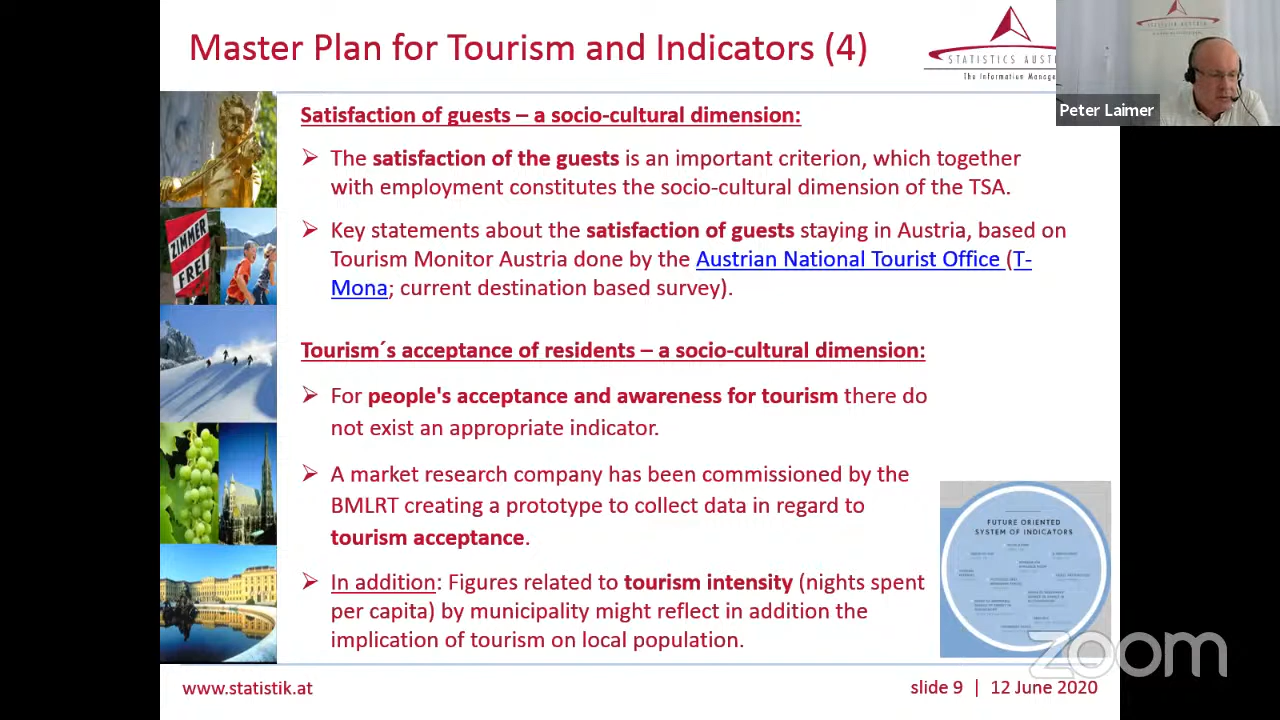 Master Plan for Tourism and Indicators (4)
STATISTICS AUST
The Information Manag
Peter Laimer
Satisfaction of guests – a socio-cultural dimension:
The satisfaction of the guests is an important criterion, which together
with employment constitutes the socio-cultural dimension of the TSA.
Key statements about the satisfaction of guests staying in Austria, based on
Tourism Monitor Austria done by the Austrian National Tourist Office (T-
Mona; current destination based survey).
ZIMMER
FREI
Tourism´s acceptance of residents – a socio-cultural dimension:
For people's acceptance and awareness for tourism there do
not exist an appropriate indicator.
A market research company has been commissioned by the
BMLRT creating a prototype to collect data in regard to
tourism acceptance.
In addition: Figures related to tourism intensity (nights spent
per capita) by municipality might reflect in addition the
implication of tourism on local population.
FUTURE ORIENTED
SYSTEM OF INDICATORS
zoom
www.statistik.at
slide 9 | 12 June 2020